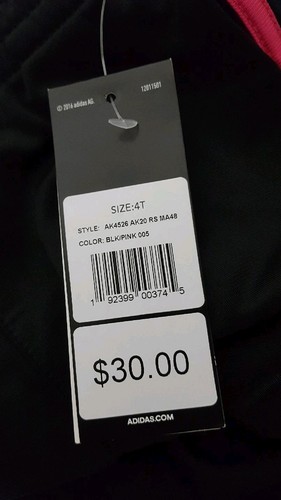 © 2016 adidas AG. 12011501
SIZE:4T
STYLE: AK4526 AK20 RS MA48
COLOR: BLK/PINK 005
1 92399 00374 5
$30.00
ADIDAS.COM